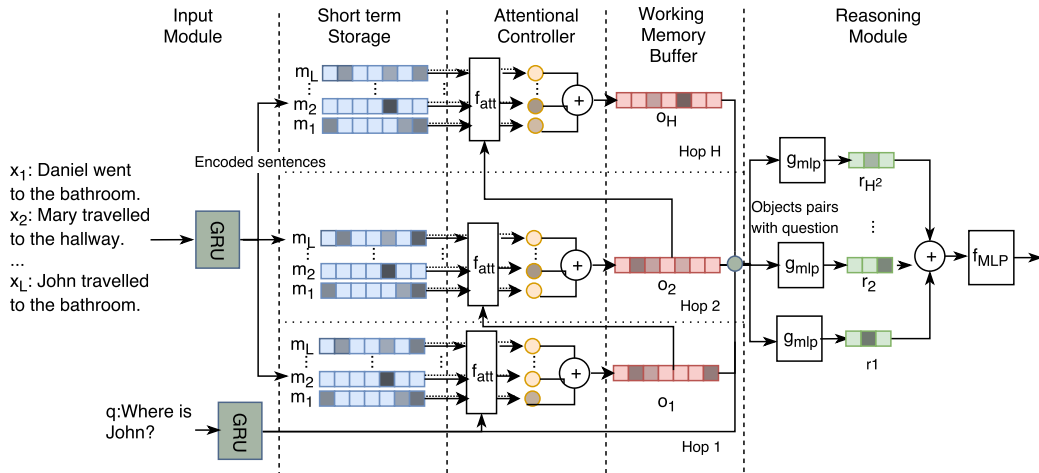 Input
Module
Short term
Storage
Attentional
Controller
Working
Memory
Buffer
Reasoning
Module
mL
m2
m1
fatt
+
oH
Hop H
Encoded sentences
x1: Daniel went
to the bathroom.
x2: Mary travelled
to the hallway.
...
xL: John travelled
to the bathroom.
GRU
mL
m2
m1
fatt
+
o2
Hop 2
mL
m2
m1
fatt
+
o1
Hop 1
q:Where is
John?
GRU
gmlp
rH2
Objects pairs
with question
...
gmlp
r2
gmlp
r1
+
fMLP